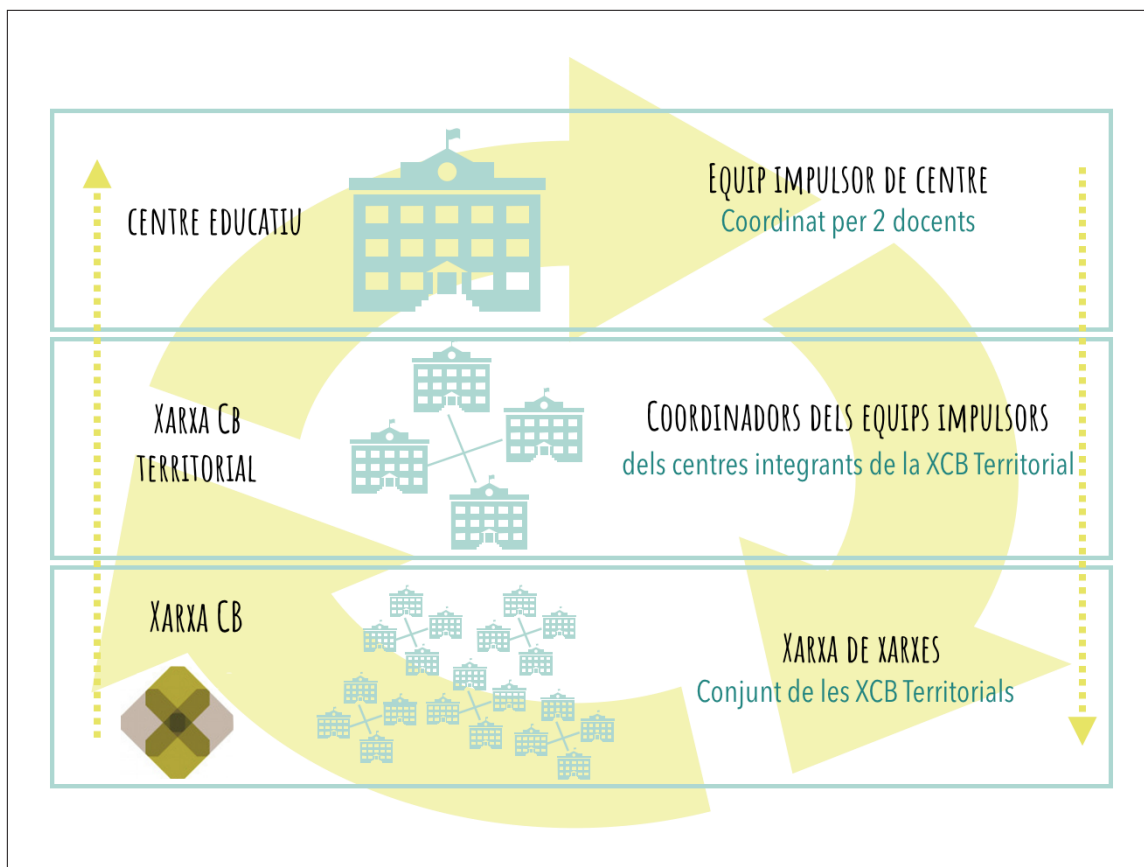 CENTRE EDUCATIU
EQUIP IMPULSOR DE CENTRE
Coordinat per 2 docents
XARXA CB
TERRITORIAL
COORDINADORS DELS EQUIPS IMPULSORS
dels centres integrants de la XCB Territorial
XARXA CB
XARXA DE XARXES
Conjunt de les XCB Territorials